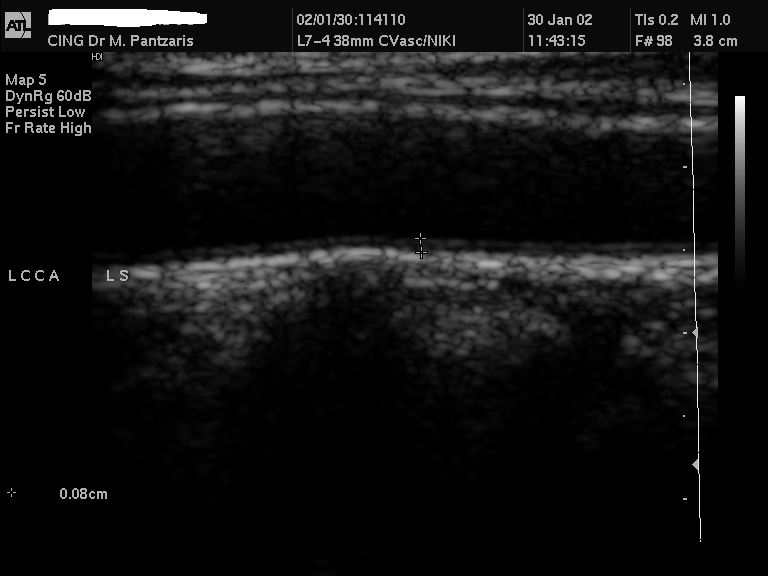 ATL
CING Dr M. Pantzaris
02/01/30:114110
L7-4 38mm CVasc/NIKI
30 Jan 02
11:43:15
TIs 0.2 MI 1.0
F# 98 3.8 cm
HDI
Map 5
DynRg 60dB
Persist Low
Fr Rate High
LCCA LS
0.08cm